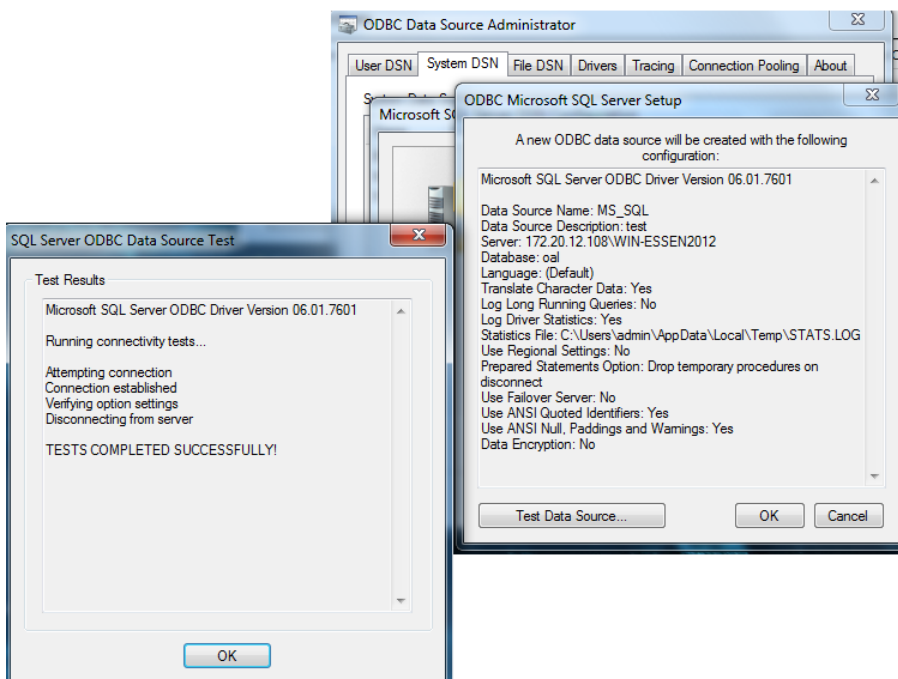 ODBC Data Source Administrator
User DSN System DSN File DSN Drivers Tracing Connection Pooling About
Microsoft
ODBC Microsoft SQL Server Setup
A new ODBC data source will be created with the following
configuration:
Microsoft SQL Server ODBC Driver Version 06.01.7601
Data Source Name: MS_SQL
Data Source Description: test
Server: 172.20.12.108\WIN-ESSEN2012
Database: oal
Language: (Default)
Translate Character Data: Yes
Log Long Running Queries: No
Log Driver Statistics: Yes
Statistics File: C:\Users\admin\AppData\Local\Temp\STATS.LOG
Use Regional Settings: No
Prepared Statements Option: Drop temporary procedures on
disconnect
Use Failover Server: No
Use ANSI Quoted Identifiers: Yes
Use ANSI Null, Paddings and Warnings: Yes
Data Encryption: No
Test Data Source... OK Cancel
SQL Server ODBC Data Source Test
Test Results
Microsoft SQL Server ODBC Driver Version 06.01.7601
Running connectivity tests...
Attempting connection
Connection established
Verifying option settings
Disconnecting from server
TESTS COMPLETED SUCCESSFULLY!
OK